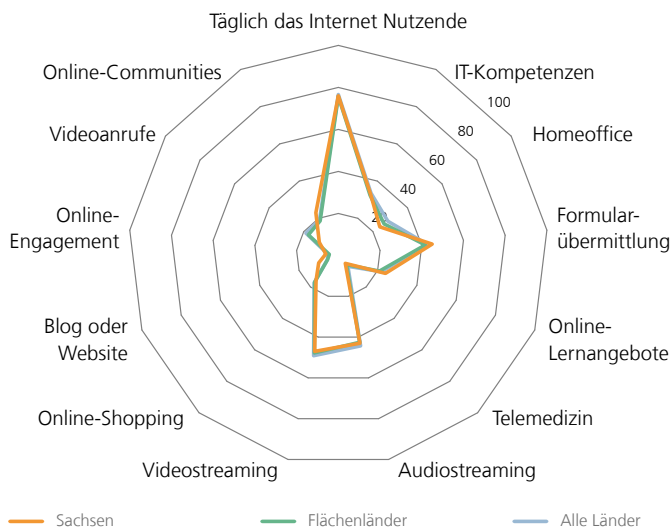 Täglich das Internet Nutzende
Online-Communities
IT-Kompetenzen
100
Videoanrufe
80
Homeoffice
60
40
20
Online-
Engagement
Formular-
übermittlung
Blog oder
Website
Online-
Lernangebote
Online-Shopping
Telemedizin
Videostreaming
Audiostreaming
Sachsen
Flächenländer
Alle Länder